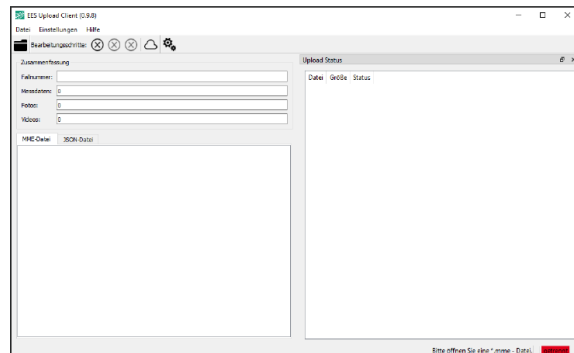 EES Upload Client (0.9.8)
Datei Einstellungen Hilfe
Bearbeitungsschritte:
Zusammenfassung
Fallnummer:
Messdaten: 0
Fotos: 0
Videos: 0
MME-Datei JSON-Datei
Upload Status
Datei Größe Status
Bitte öffnen Sie eine *.mme - Datei.